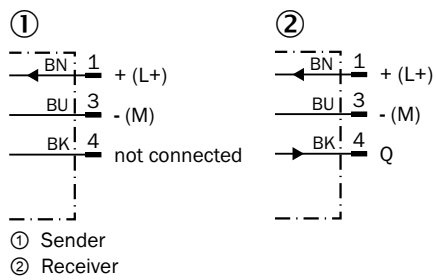 ① ②
BN 1 + (L+) BN 1 + (L+)
BU 3 - (M) BU 3 - (M)
BK 4 not connected BK 4 Q
① Sender
② Receiver